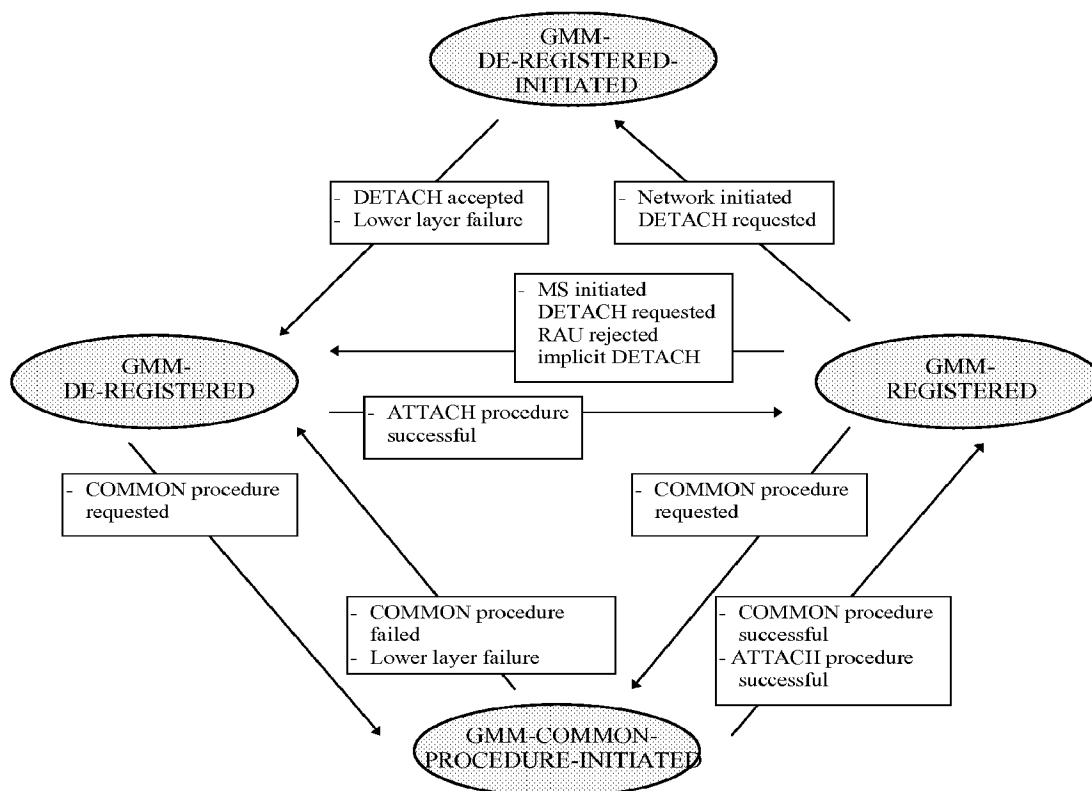 GMM-
DE-REGISTERED-
INITIATED
- DETACH accepted
- Lower layer failure
- Network initiated
DETACH requested
- MS initiated
DETACH requested
RAU rejected
implicit DETACH
GMM-
DE-REGISTERED
GMM-
REGISTERED
- ATTACH procedure
successful
- COMMON procedure
requested
- COMMON procedure
requested
- COMMON procedure
failed
- Lower layer failure
- COMMON procedure
successful
- ATTACH procedure
successful
GMM-COMMON-
PROCEDURE-INITIATED